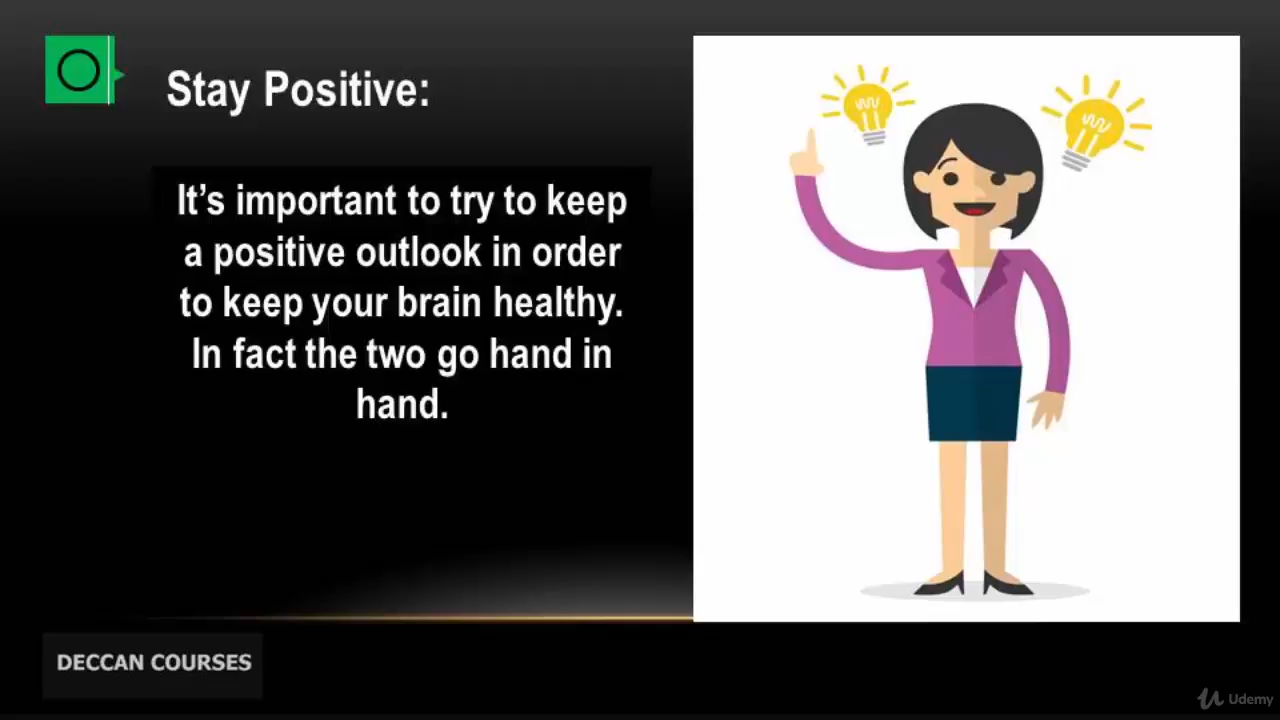 Stay Positive:
It's important to try to keep
a positive outlook in order
to keep your brain healthy.
In fact the two go hand in
hand.
DECCAN COURSES
Udemy